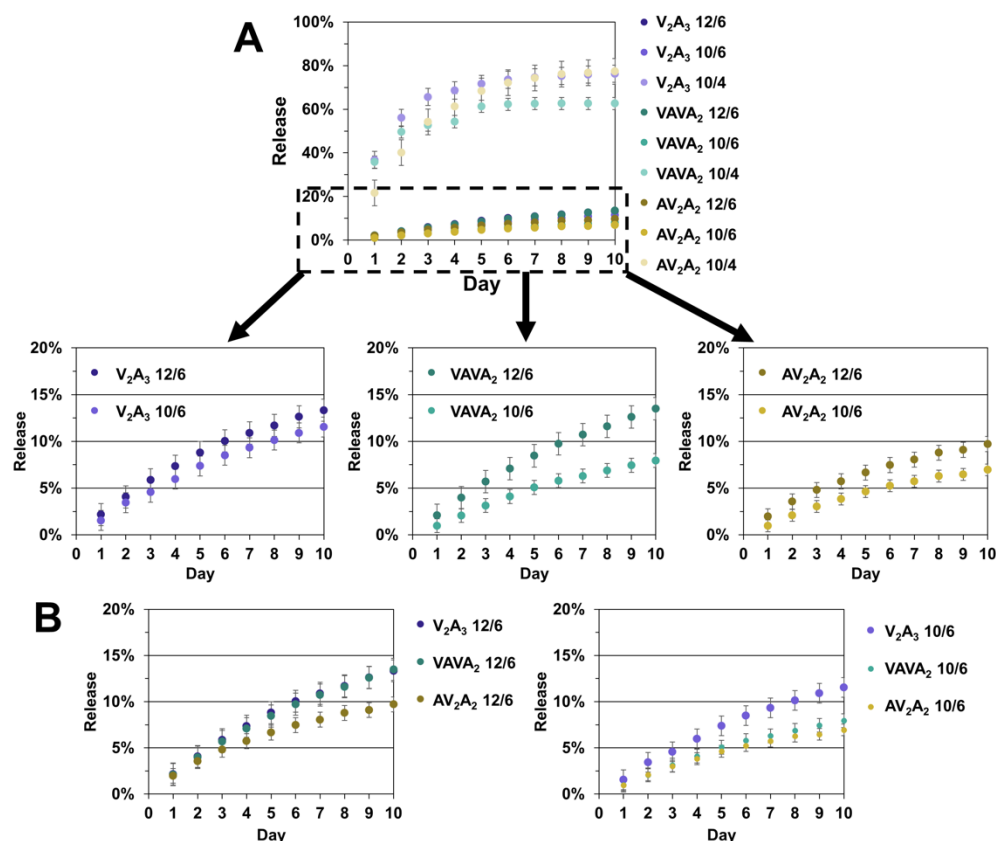 A
100%
80%
60%
40%
20%
0%
Release
0 1 2 3 4 5 6 7 8 9 10
Day
V₂A₃ 12/6
V₂A₃ 10/6
V₂A₃ 10/4
VAVA₂ 12/6
VAVA₂ 10/6
VAVA₂ 10/4
AV₂A₂ 12/6
AV₂A₂ 10/6
AV₂A₂ 10/4
20%
15%
10%
5%
0%
Release
V₂A₃ 12/6
V₂A₃ 10/6
0 1 2 3 4 5 6 7 8 9 10
Day
20%
15%
10%
5%
0%
Release
VAVA₂ 12/6
VAVA₂ 10/6
0 1 2 3 4 5 6 7 8 9 10
Day
20%
15%
10%
5%
0%
Release
AV₂A₂ 12/6
AV₂A₂ 10/6
0 1 2 3 4 5 6 7 8 9 10
Day
B
20%
15%
10%
5%
0%
Release
0 1 2 3 4 5 6 7 8 9 10
Day
V₂A₃ 12/6
VAVA₂ 12/6
AV₂A₂ 12/6
20%
15%
10%
5%
0%
Release
0 1 2 3 4 5 6 7 8 9 10
Day
V₂A₃ 10/6
VAVA₂ 10/6
AV₂A₂ 10/6